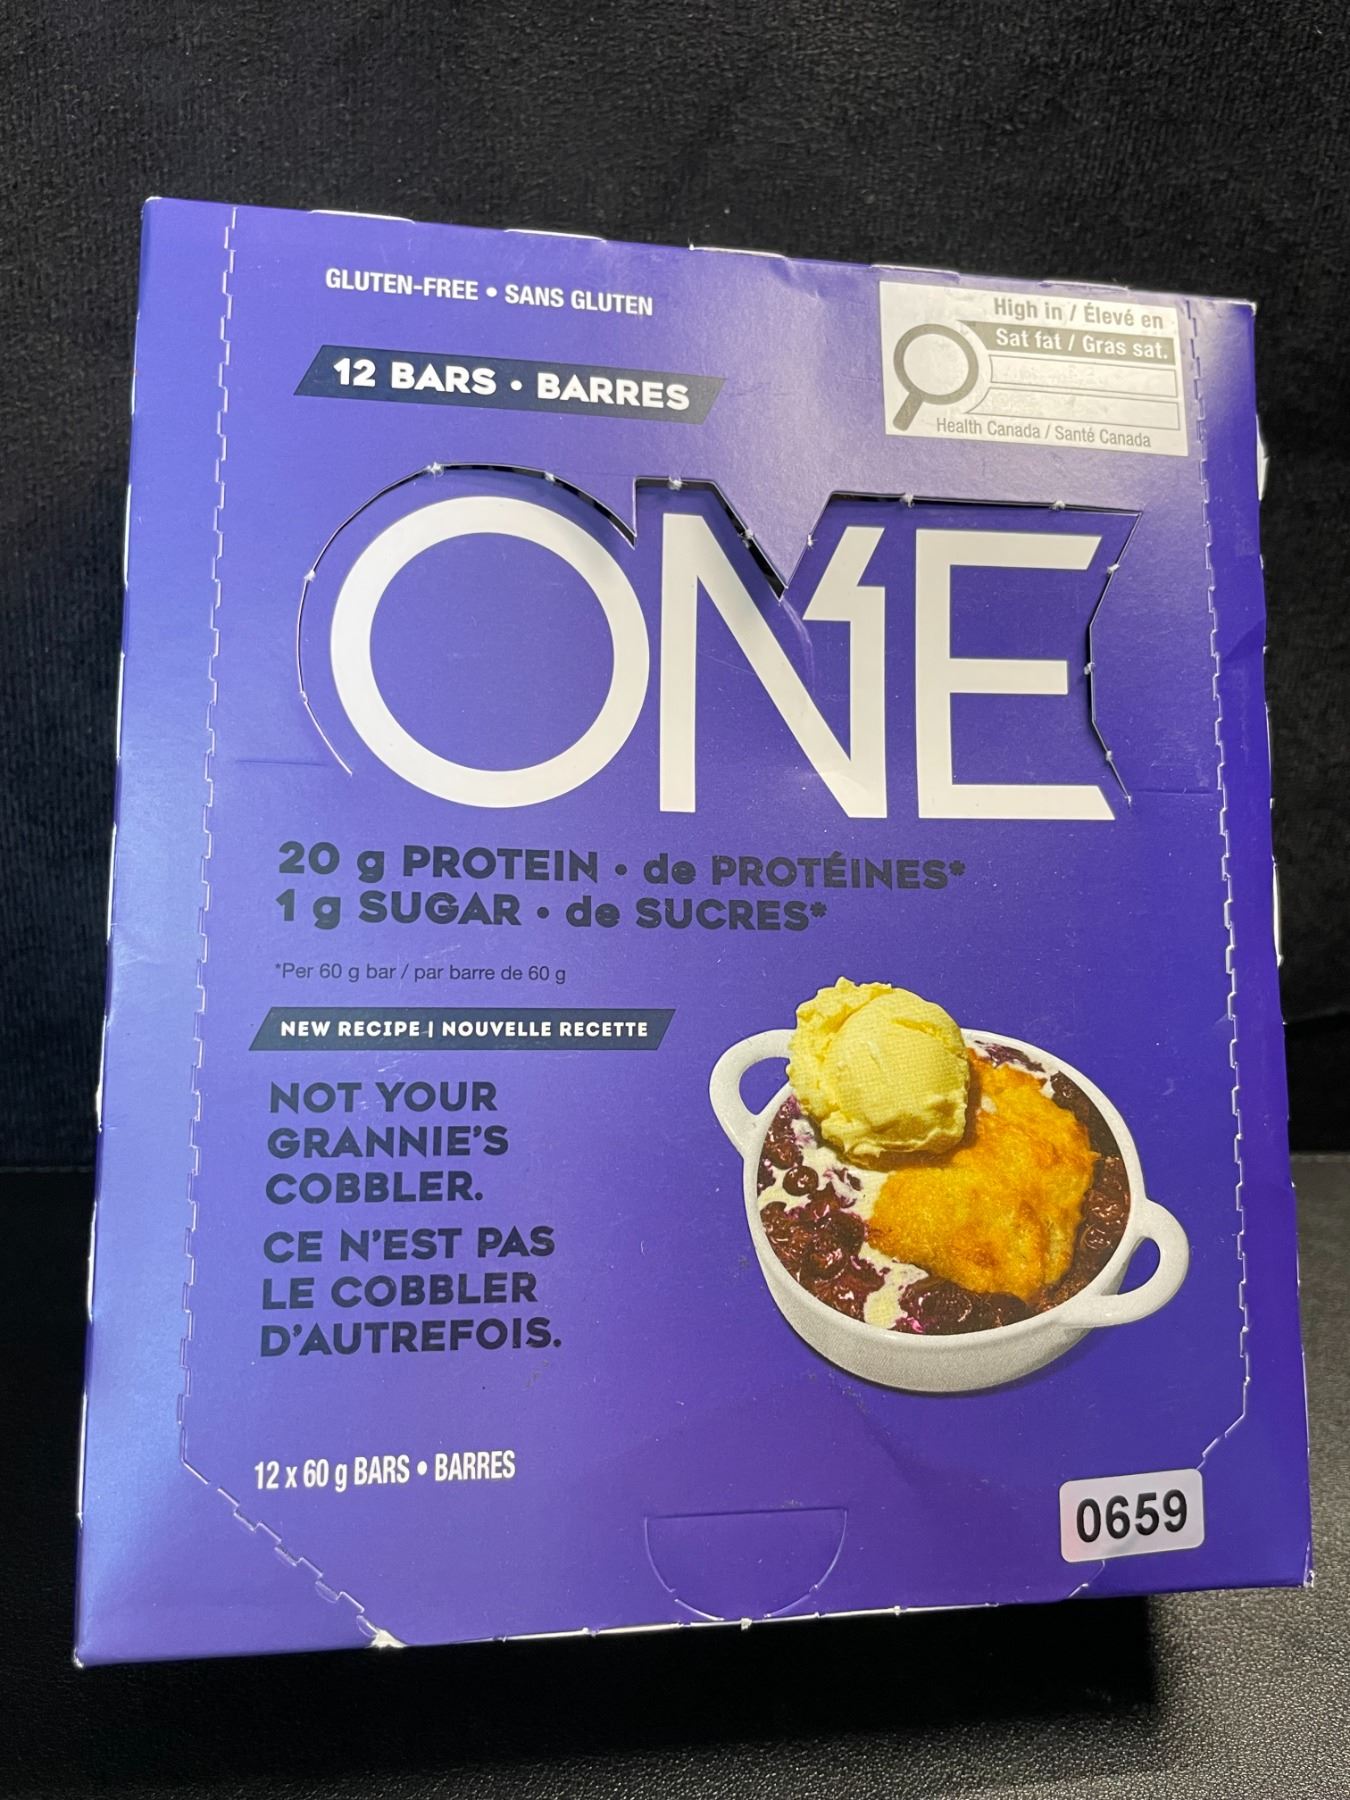 GLUTEN-FREE • SANS GLUTEN
High in / Élevé en
Sat fat / Gras sat.
Health Canada / Santé Canada
12 BARS • BARRES
ONE
20 g PROTEIN • de PROTÉINES*
1 g SUGAR • de SUCRES*
*Per 60 g bar / par barre de 60 g
NEW RECIPE | NOUVELLE RECETTE
NOT YOUR
GRANNIE'S
COBBLER.
CE N'EST PAS
LE COBBLER
D'AUTREFOIS.
12 x 60 g BARS • BARRES
0659